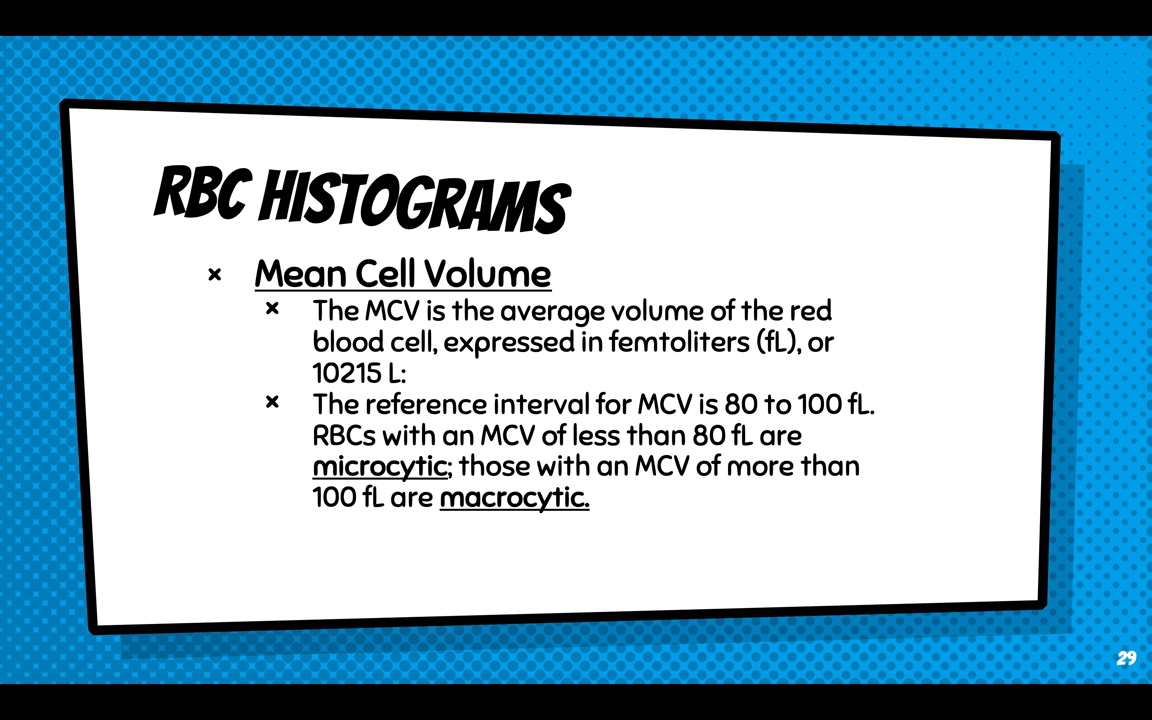 RBC HISTOGRAMS
× Mean Cell Volume
× The MCV is the average volume of the red
blood cell, expressed in femtoliters (fL), or
10215 L:
× The reference interval for MCV is 80 to 100 fL.
RBCs with an MCV of less than 80 fL are
microcytic; those with an MCV of more than
100 fL are macrocytic.
29